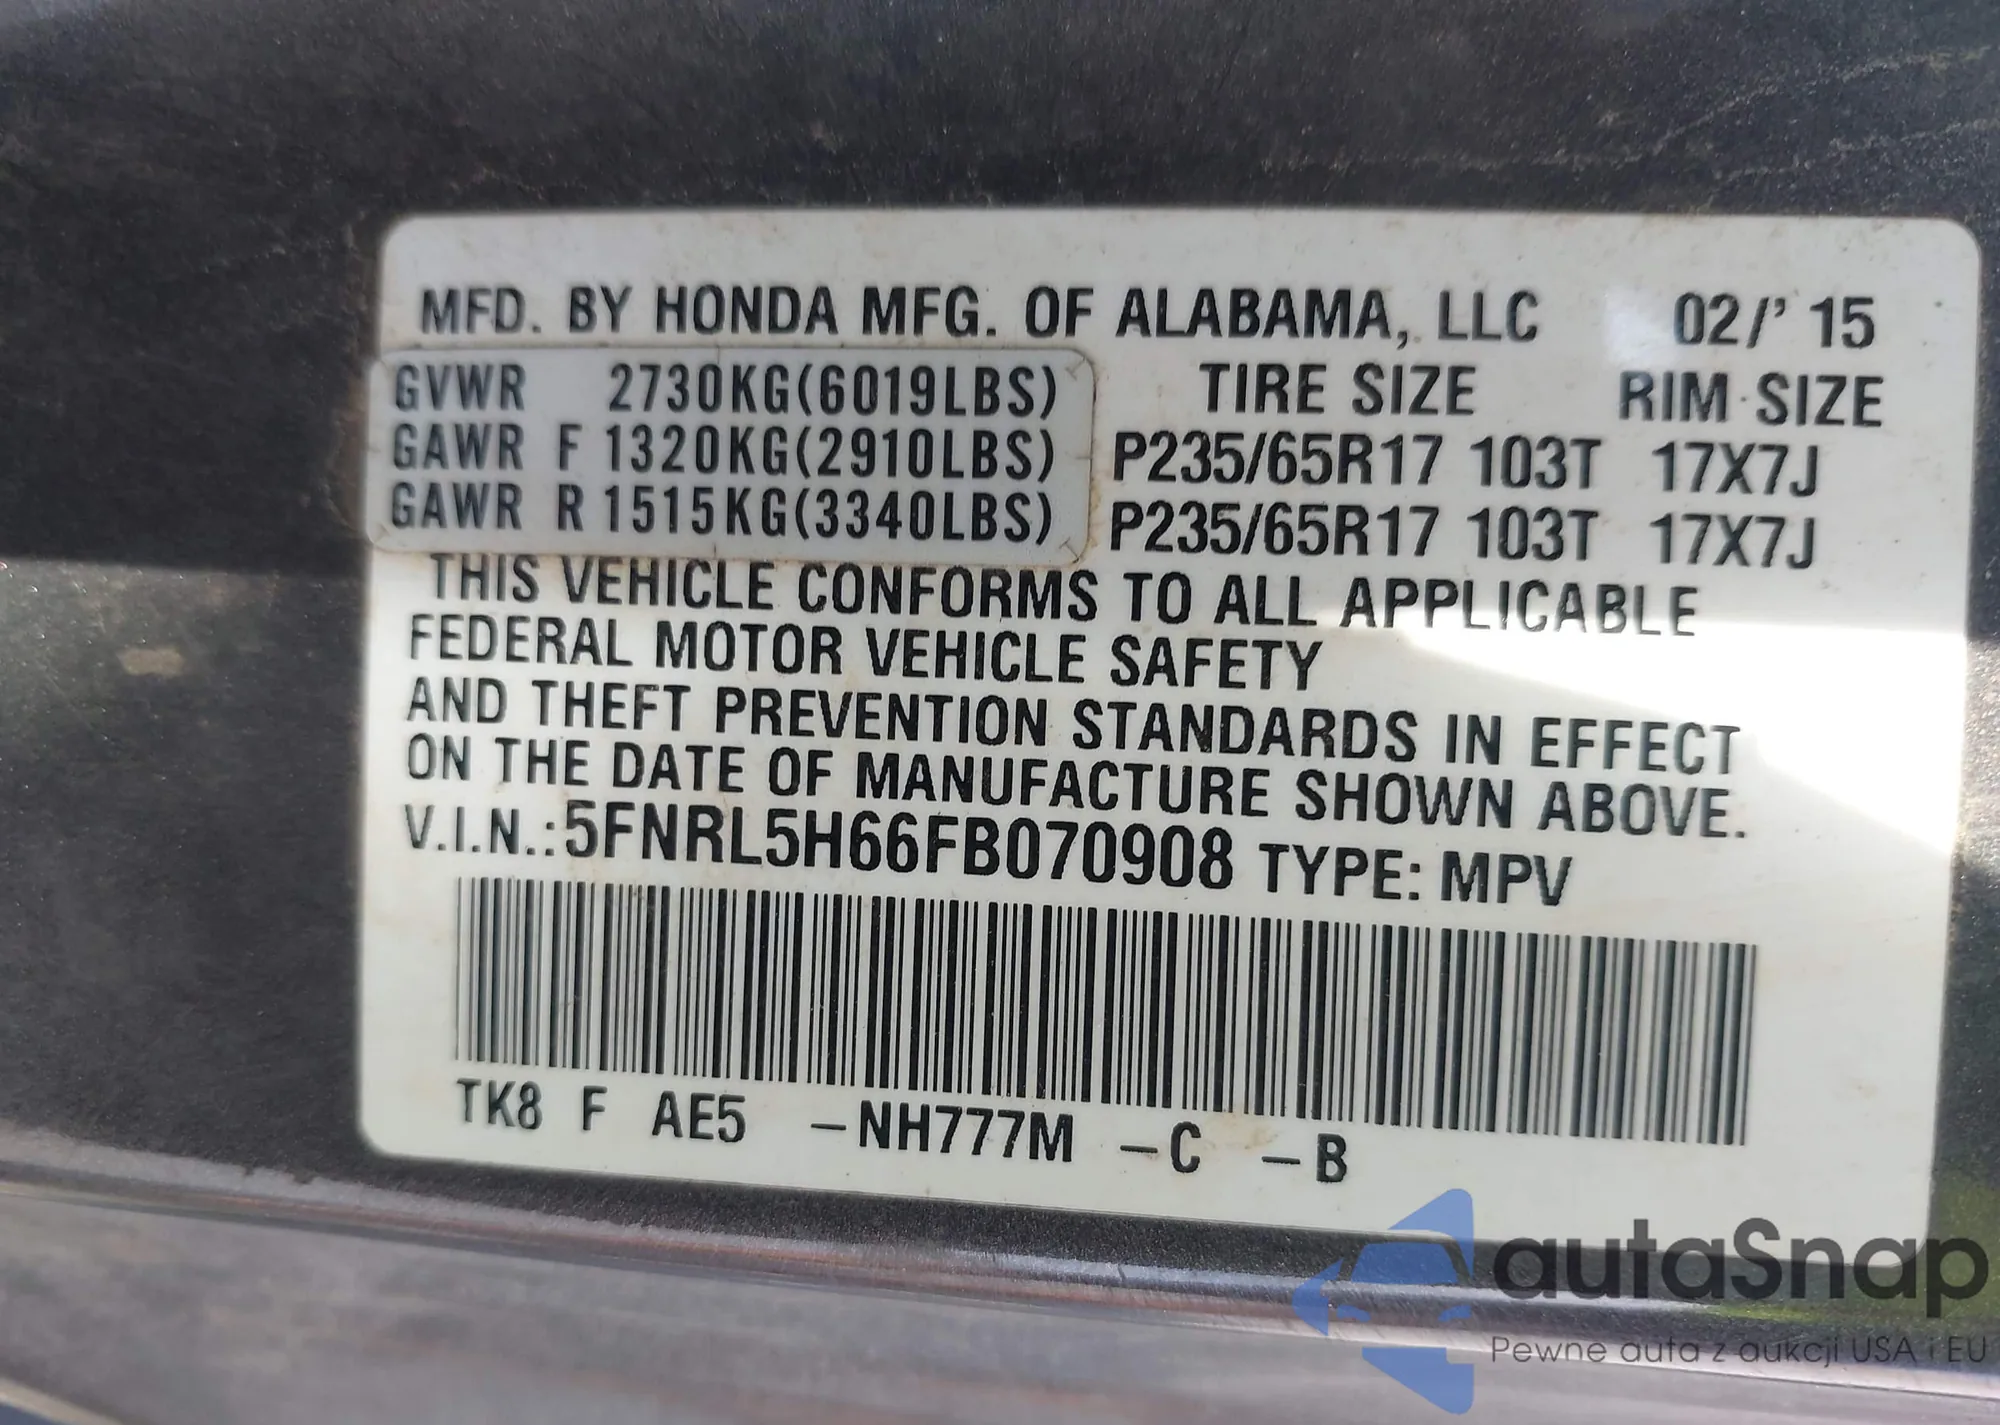 MFD. BY HONDA MFG. OF ALABAMA, LLC 02/' 15
GVWR 2730KG(6019LBS) TIRE SIZE RIM SIZE
GAWR F 1320KG(2910LBS) P235/65R17 103T 17X7J
GAWR R 1515KG(3340LBS) P235/65R17 103T 17X7J
THIS VEHICLE CONFORMS TO ALL APPLICABLE
FEDERAL MOTOR VEHICLE SAFETY
AND THEFT PREVENTION STANDARDS IN EFFECT
ON THE DATE OF MANUFACTURE SHOWN ABOVE.
V.I.N.:5FNRL5H66FB070908 TYPE: MPV
TK8 F AE5 -NH777M -C -B
autaSnap
Pewne auta z aukcji USA i EU